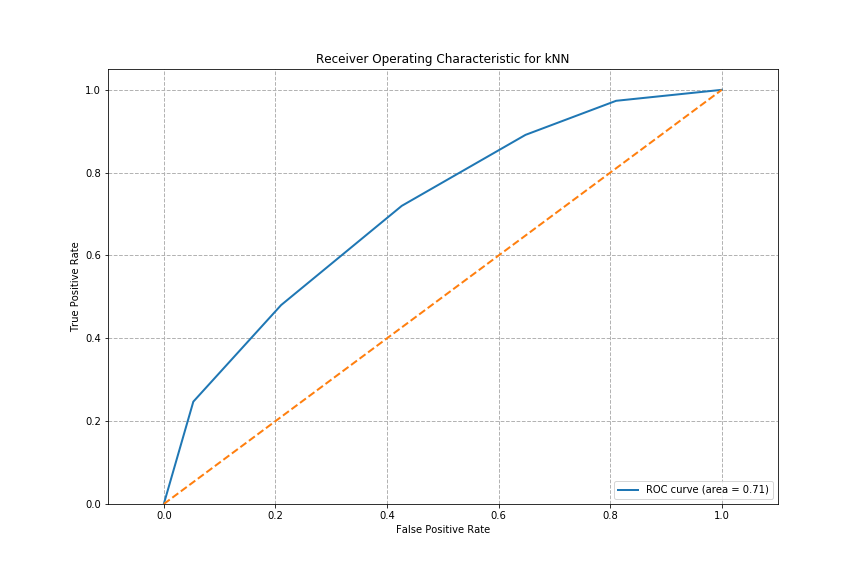 Receiver Operating Characteristic for kNN
1.0
0.8
0.6
0.4
0.2
0.0
True Positive Rate
ROC curve (area = 0.71)
0.0 0.2 0.4 0.6 0.8 1.0
False Positive Rate